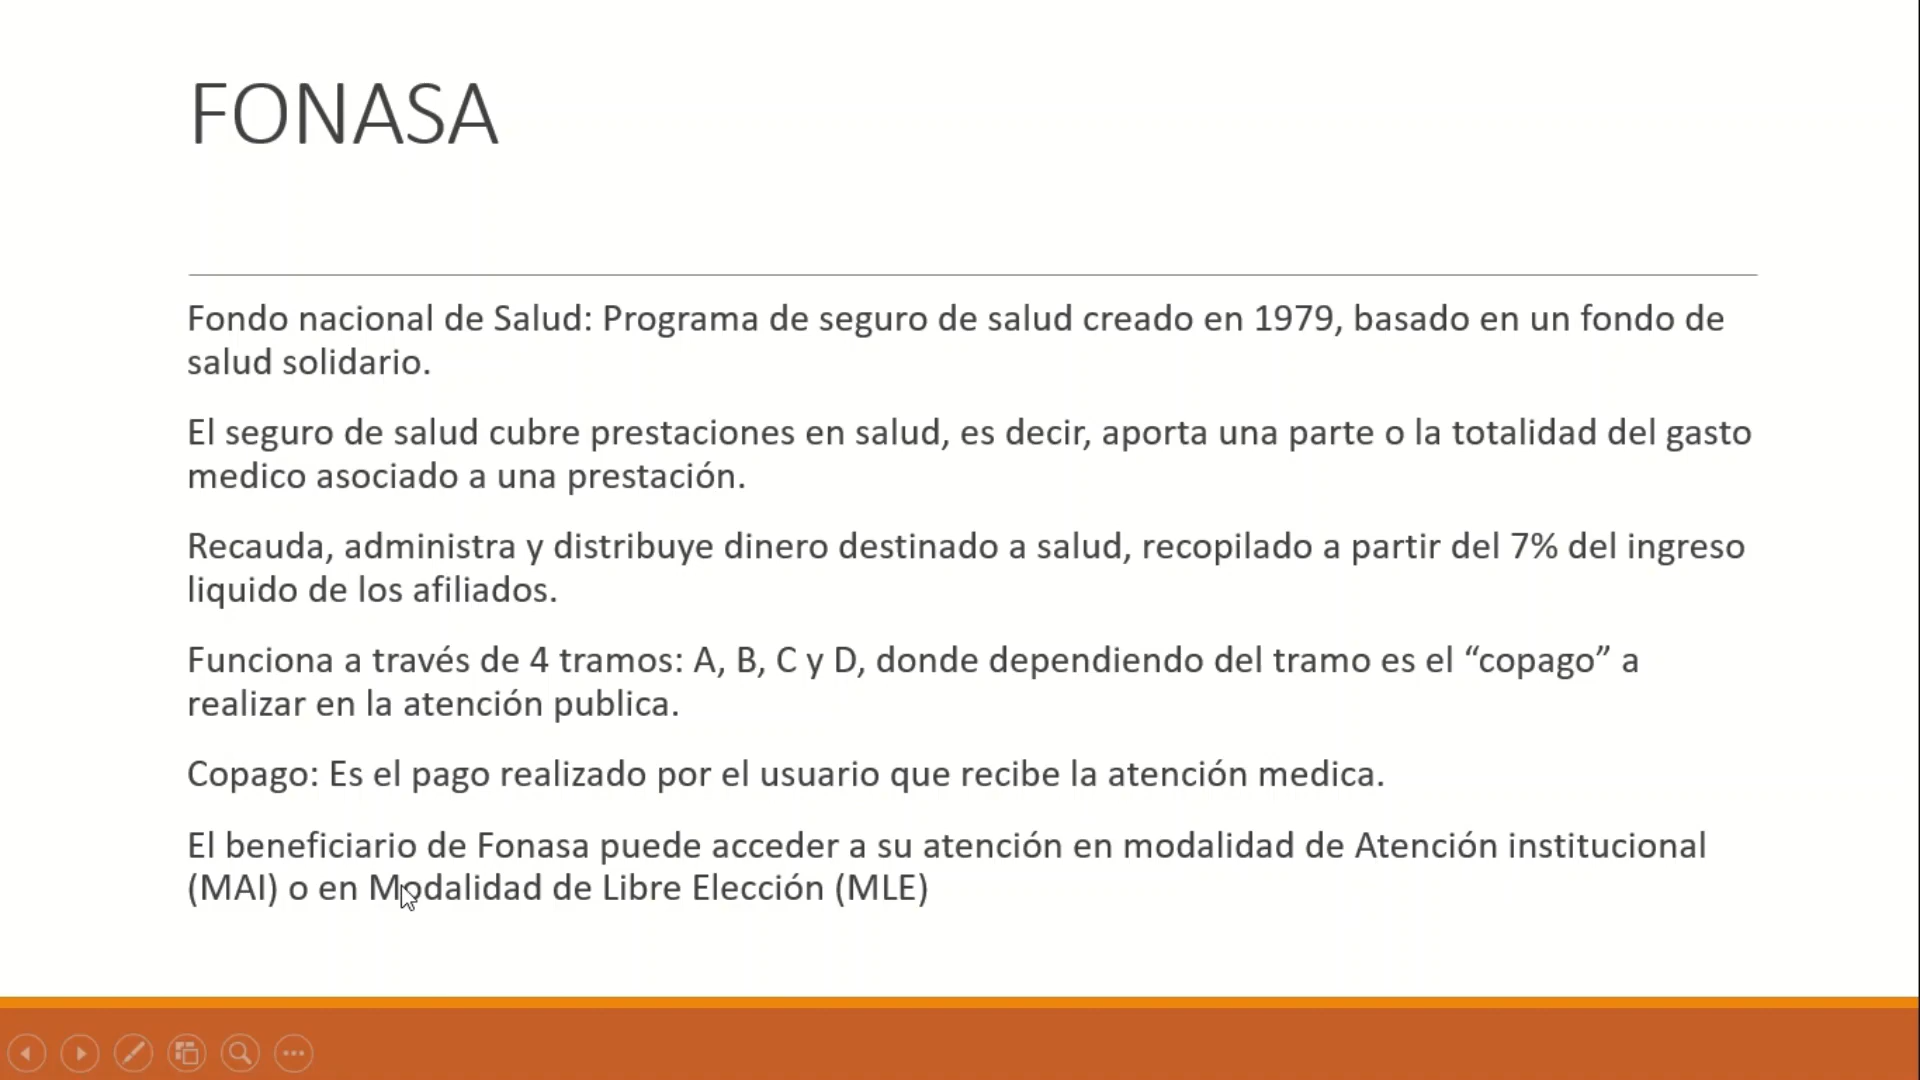 FONASA
Fondo nacional de Salud: Programa de seguro de salud creado en 1979, basado en un fondo de
salud solidario.
El seguro de salud cubre prestaciones en salud, es decir, aporta una parte o la totalidad del gasto
medico asociado a una prestación.
Recauda, administra y distribuye dinero destinado a salud, recopilado a partir del 7% del ingreso
liquido de los afiliados.
Funciona a través de 4 tramos: A, B, C y D, donde dependiendo del tramo es el “copago” a
realizar en la atención publica.
Copago: Es el pago realizado por el usuario que recibe la atención medica.
El beneficiario de Fonasa puede acceder a su atención en modalidad de Atención institucional
(MAI) o en Modalidad de Libre Elección (MLE)